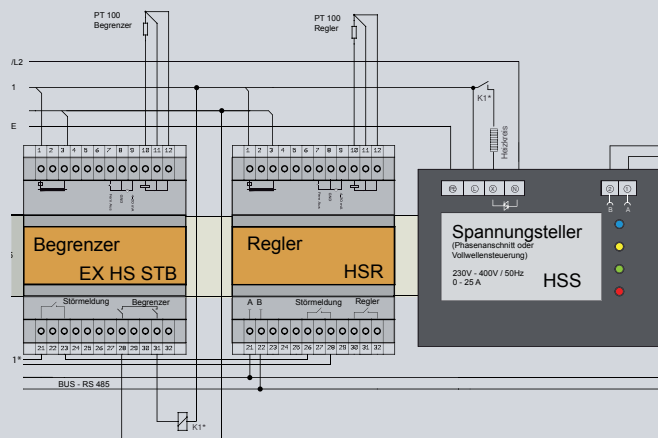 PT 100
Begrenzer
PT 100
Regler
/L2
1
E
K1*
Heizkreis
1 2 3 4 5 6 7 8 9 10 11 12
1 2 3 4 5 6 7 8 9 10 11 12
PE L X N
2 1
B A
Begrenzer
EX HS STB
Regler
HSR
Spannungsteller
(Phasenanschnitt oder
Vollwellensteuerung)
230V - 400V / 50Hz
0 - 25 A
HSS
Störmeldung Begrenzer
A B Störmeldung Regler
21 22 23 24 25 26 27 28 29 30 31 32
21 22 23 24 25 26 27 28 29 30 31 32
1*
BUS - RS 485
K1*